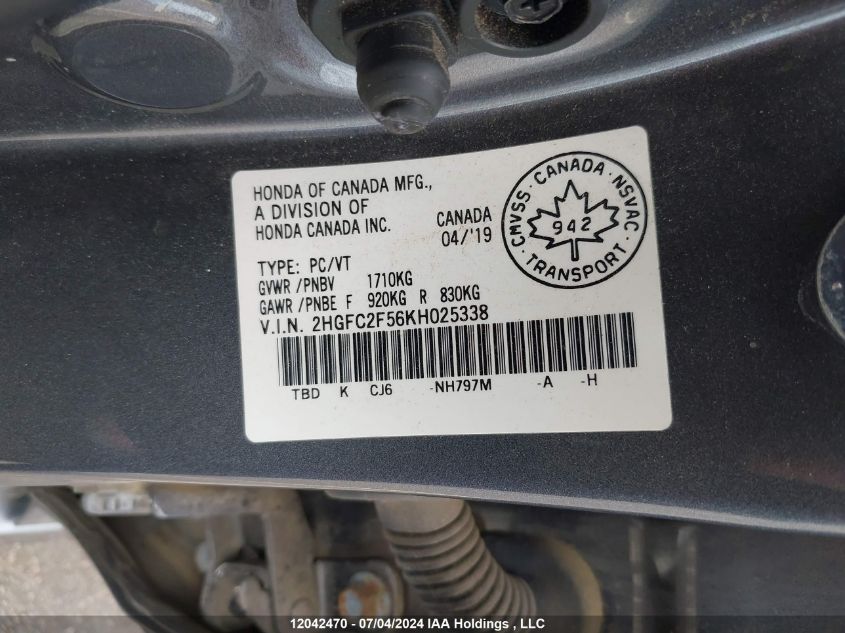 HONDA OF CANADA MFG.,
A DIVISION OF
HONDA CANADA INC.
CANADA
04/'19
CMVSS · CANADA · NSVAC
942
· TRANSPORT ·
TYPE: PC/VT
GVWR /PNBV 1710KG
GAWR /PNBE F 920KG R 830KG
V.I.N. 2HGFC2F56KH025338
TBD K CJ6 -NH797M -A -H
12042470 - 07/04/2024 IAA Holdings , LLC